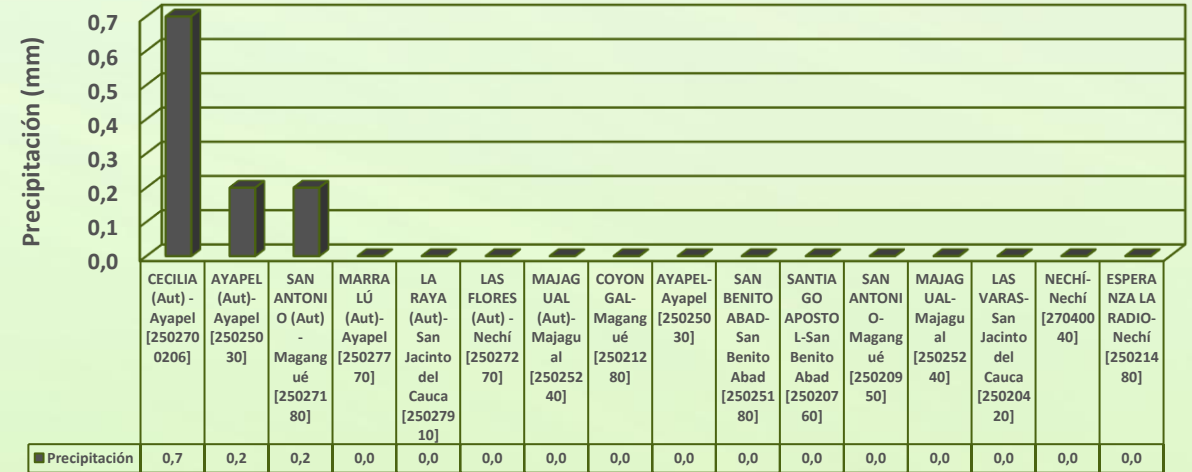 Precipitación (mm)
0,7
0,6
0,5
0,4
0,3
0,2
0,1
0,0
CECILIA
(Aut) -
Ayapel
[250270
0206]
AYAPEL
(Aut)-
Ayapel
[250250
30]
SAN
ANTONI
O (Aut)
-
Magang
ué
[250271
80]
MARRA
LÚ
(Aut)-
Ayapel
[250277
70]
LA
RAYA
(Aut)-
San
Jacinto
del
Cauca
[250279
10]
LAS
FLORES
(Aut) -
Nechí
[250272
70]
MAJAG
UAL
(Aut)-
Majagu
al
[250252
40]
COYON
GAL-
Magang
ué
[250212
80]
AYAPEL-
Ayapel
[250250
30]
SAN
BENITO
ABAD-
San
Benito
Abad
[250251
80]
SANTIA
GO
APOSTO
L-San
Benito
Abad
[250207
60]
SAN
ANTONI
O-
Magang
ué
[250209
50]
MAJAG
UAL-
Majagu
al
[250252
40]
LAS
VARAS-
San
Jacinto
del
Cauca
[250204
20]
NECHÍ-
Nechí
[270400
40]
ESPERA
NZA LA
RADIO-
Nechí
[250214
80]
Precipitación 0,7 0,2 0,2 0,0 0,0 0,0 0,0 0,0 0,0 0,0 0,0 0,0 0,0 0,0 0,0 0,0